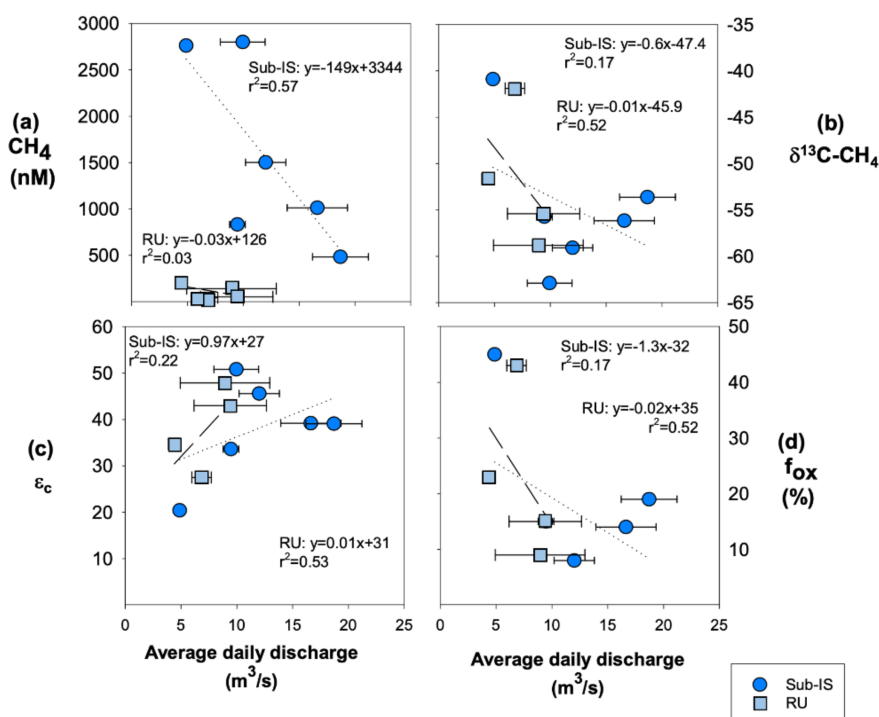 3000
2500
1500
1000
500
(a)
CH4
(nM)
Sub-IS: y=-149x+3344
r²=0.57
RU: y=-0.03x+126
r²=0.03
-35
-40
-45
-50
-55
-60
-65
(b)
δ¹³C-CH4
Sub-IS: y=-0.6x-47.4
r²=0.17
RU: y=-0.01x-45.9
r²=0.52
60
50
40
30
20
10
(c)
εc
Sub-IS: y=0.97x+27
r²=0.22
RU: y=0.01x+31
r²=0.53
0 5 10 15 20 25
Average daily discharge
(m³/s)
50
40
30
20
10
(d)
fox
(%)
Sub-IS: y=-1.3x-32
r²=0.17
RU: y=-0.02x+35
r²=0.52
0 5 10 15 20 25
Average daily discharge
(m³/s)
Sub-IS
RU